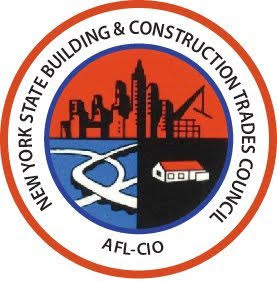 NEW YORK STATE BUILDING & CONSTRUCTION TRADES COUNCIL
AFL-CIO